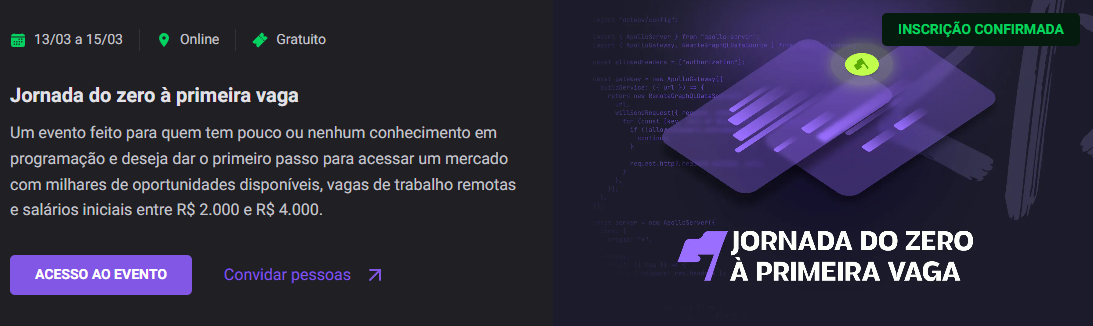 13/03 a 15/03
Online
Gratuito
Jornada do zero à primeira vaga
Um evento feito para quem tem pouco ou nenhum conhecimento em
programação e deseja dar o primeiro passo para acessar um mercado
com milhares de oportunidades disponíveis, vagas de trabalho remotas
e salários iniciais entre R$ 2.000 e R$ 4.000.
ACESSO AO EVENTO
Convidar pessoas
INSCRIÇÃO CONFIRMADA
JORNADA DO ZERO
À PRIMEIRA VAGA